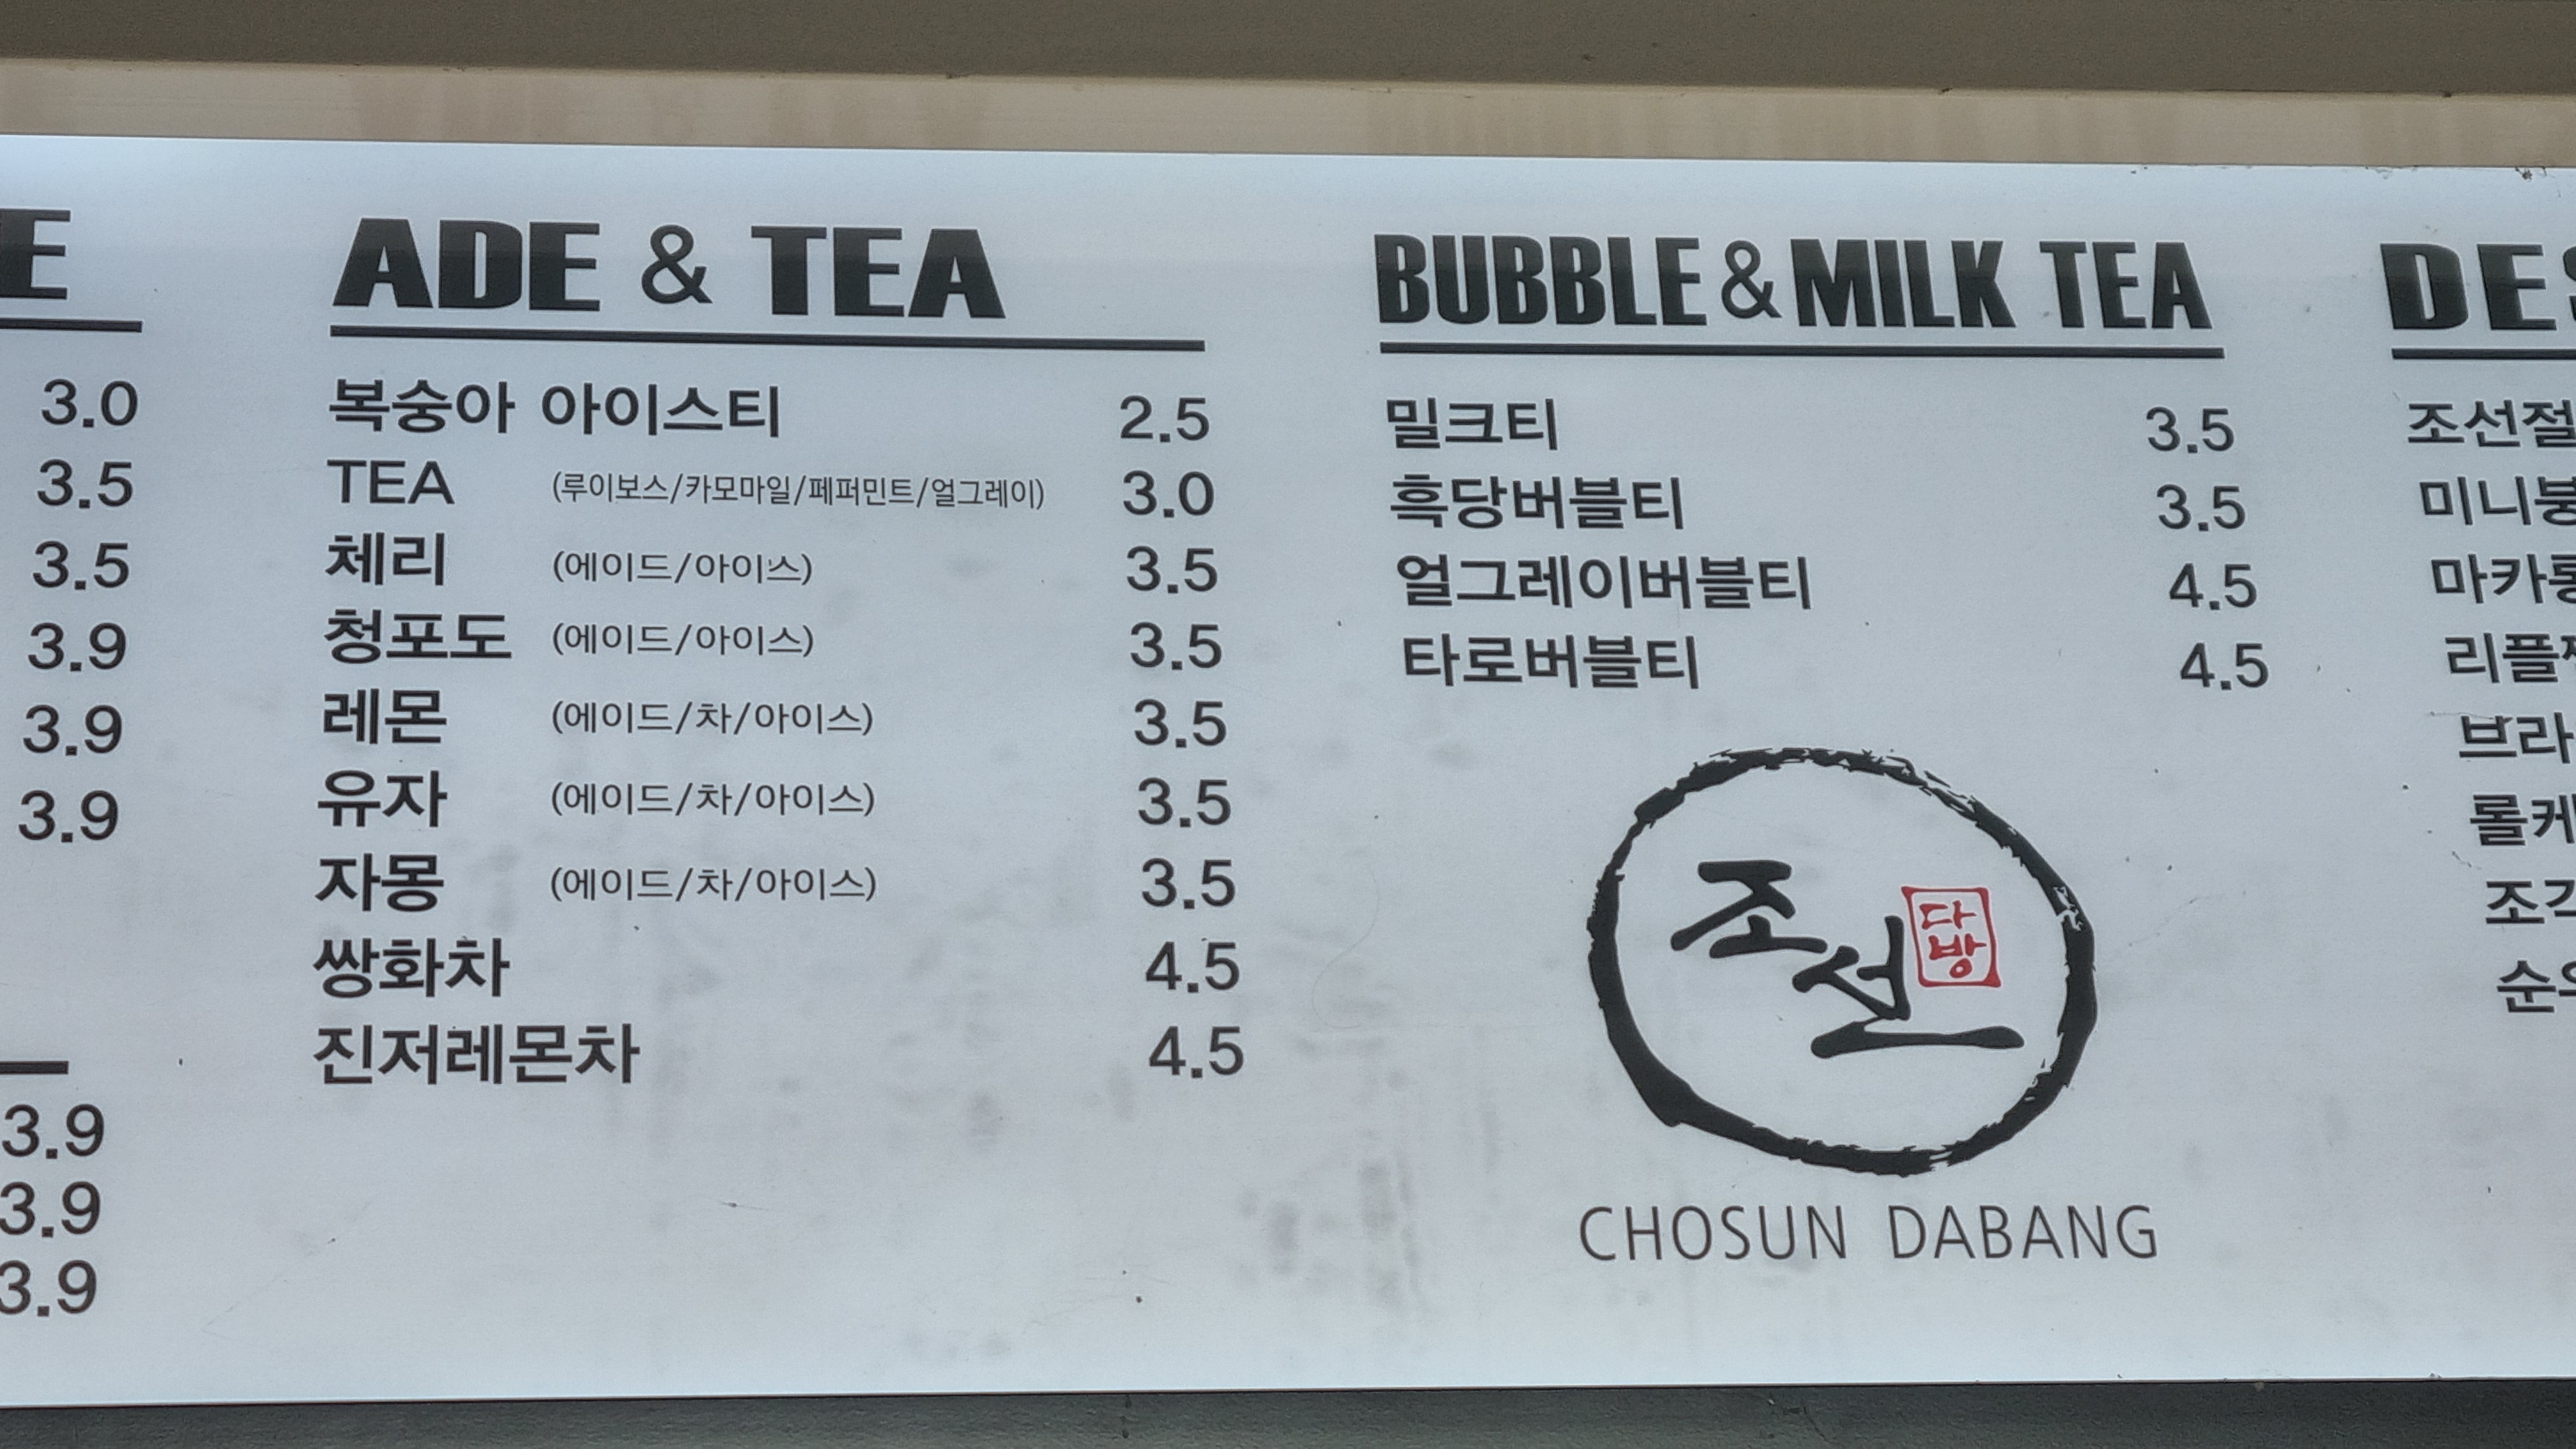 3.0
3.5
3.5
3.9
3.9
3.9
3.9
3.9
3.9
ADE & TEA
복숭아 아이스티 2.5
TEA (루이보스/카모마일/페퍼민트/얼그레이) 3.0
체리 (에이드/아이스) 3.5
청포도 (에이드/아이스) 3.5
레몬 (에이드/차/아이스) 3.5
유자 (에이드/차/아이스) 3.5
자몽 (에이드/차/아이스) 3.5
쌍화차 4.5
진저레몬차 4.5
BUBBLE & MILK TEA
밀크티 3.5
흑당버블티 3.5
얼그레이버블티 4.5
타로버블티 4.5
조선
다방
CHOSUN DABANG